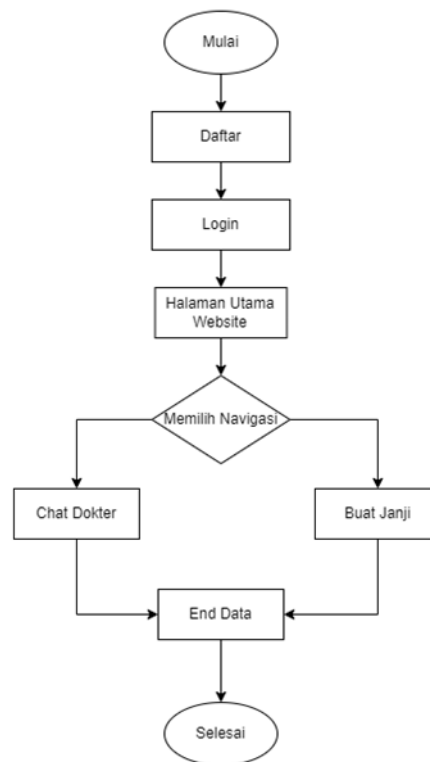 Mulai
Daftar
Login
Halaman Utama
Website
Memilih Navigasi
Chat Dokter
Buat Janji
End Data
Selesai